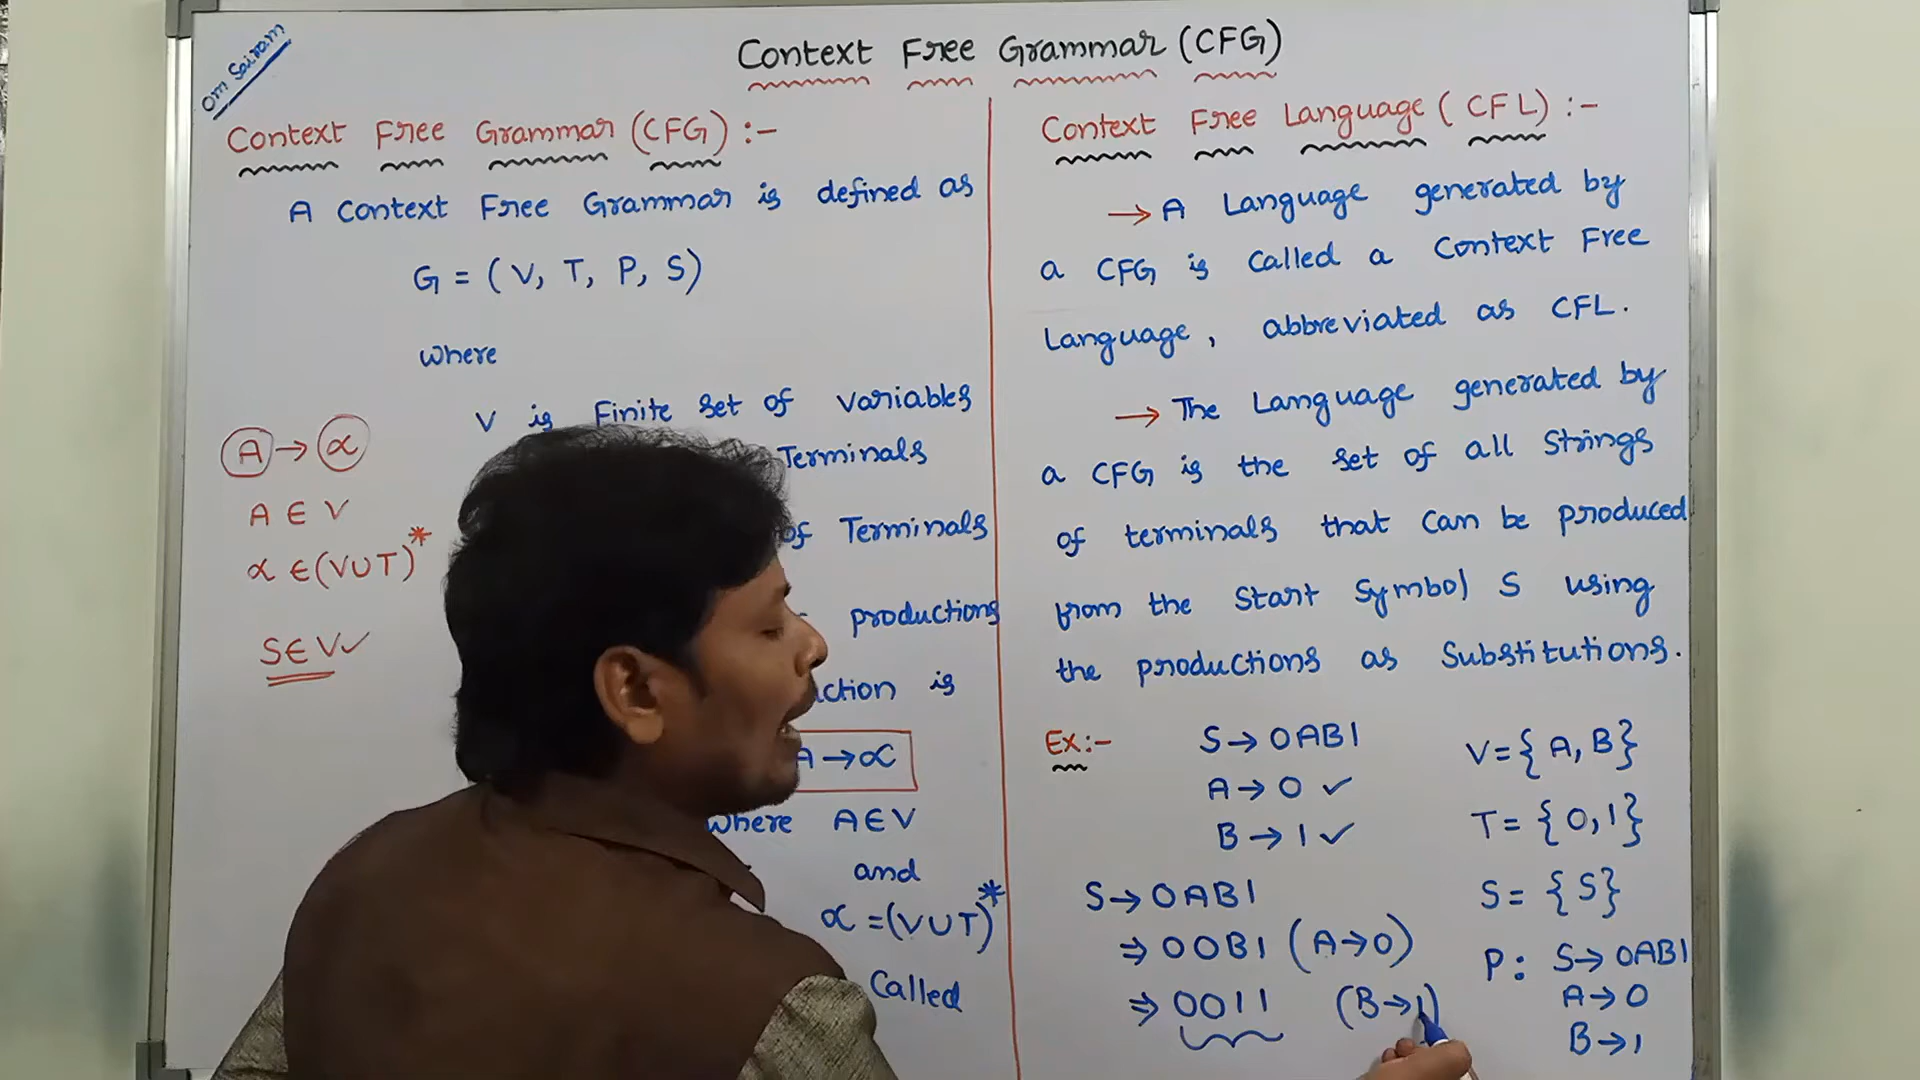 Om Sairam
Context Free Grammar (CFG)
Context Free Grammar (CFG) :-
A Context Free Grammar is defined as
G = (V, T, P, S)
where
V is Finite set of variables
Terminals
of Terminals
productions
ction is
A → α
where A ∈ V
and
α = (V ∪ T)*
Called
A → α
A ∈ V
α ∈ (V ∪ T)*
S ∈ V ✓
Context Free Language ( CFL) :-
→ A Language generated by
a CFG is called a Context Free
Language, abbreviated as CFL.
→ The Language generated by
a CFG is the set of all Strings
of terminals that can be produced
from the Start Symbol S using
the productions as Substitutions.
Ex:-
S → 0AB1
A → 0 ✓
B → 1 ✓
S → 0AB1
⇒ 00B1 (A → 0)
⇒ 0011 (B → 1)
V = { A, B}
T = { 0, 1}
S = { S}
P: S → 0AB1
A → 0
B → 1